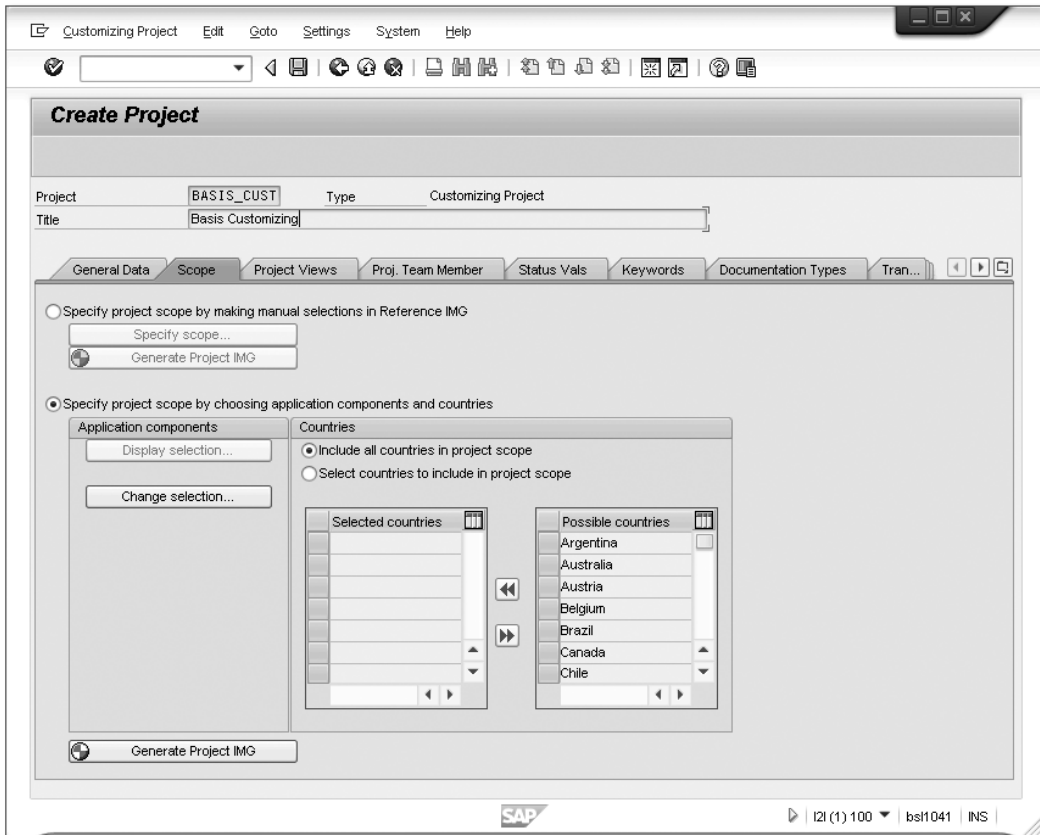 Customizing Project Edit Goto Settings System Help
Create Project
Project BASIS_CUST Type Customizing Project
Title Basis Customizing
General Data Scope Project Views Proj. Team Member Status Vals Keywords Documentation Types Tran...
Specify project scope by making manual selections in Reference IMG
Specify scope...
Generate Project IMG
Specify project scope by choosing application components and countries
Application components Countries
Display selection... Include all countries in project scope
Select countries to include in project scope
Change selection...
Selected countries Possible countries
Argentina
Australia
Austria
Belgium
Brazil
Canada
Chile
Generate Project IMG
SAP I2I (1) 100 bsl1041 INS